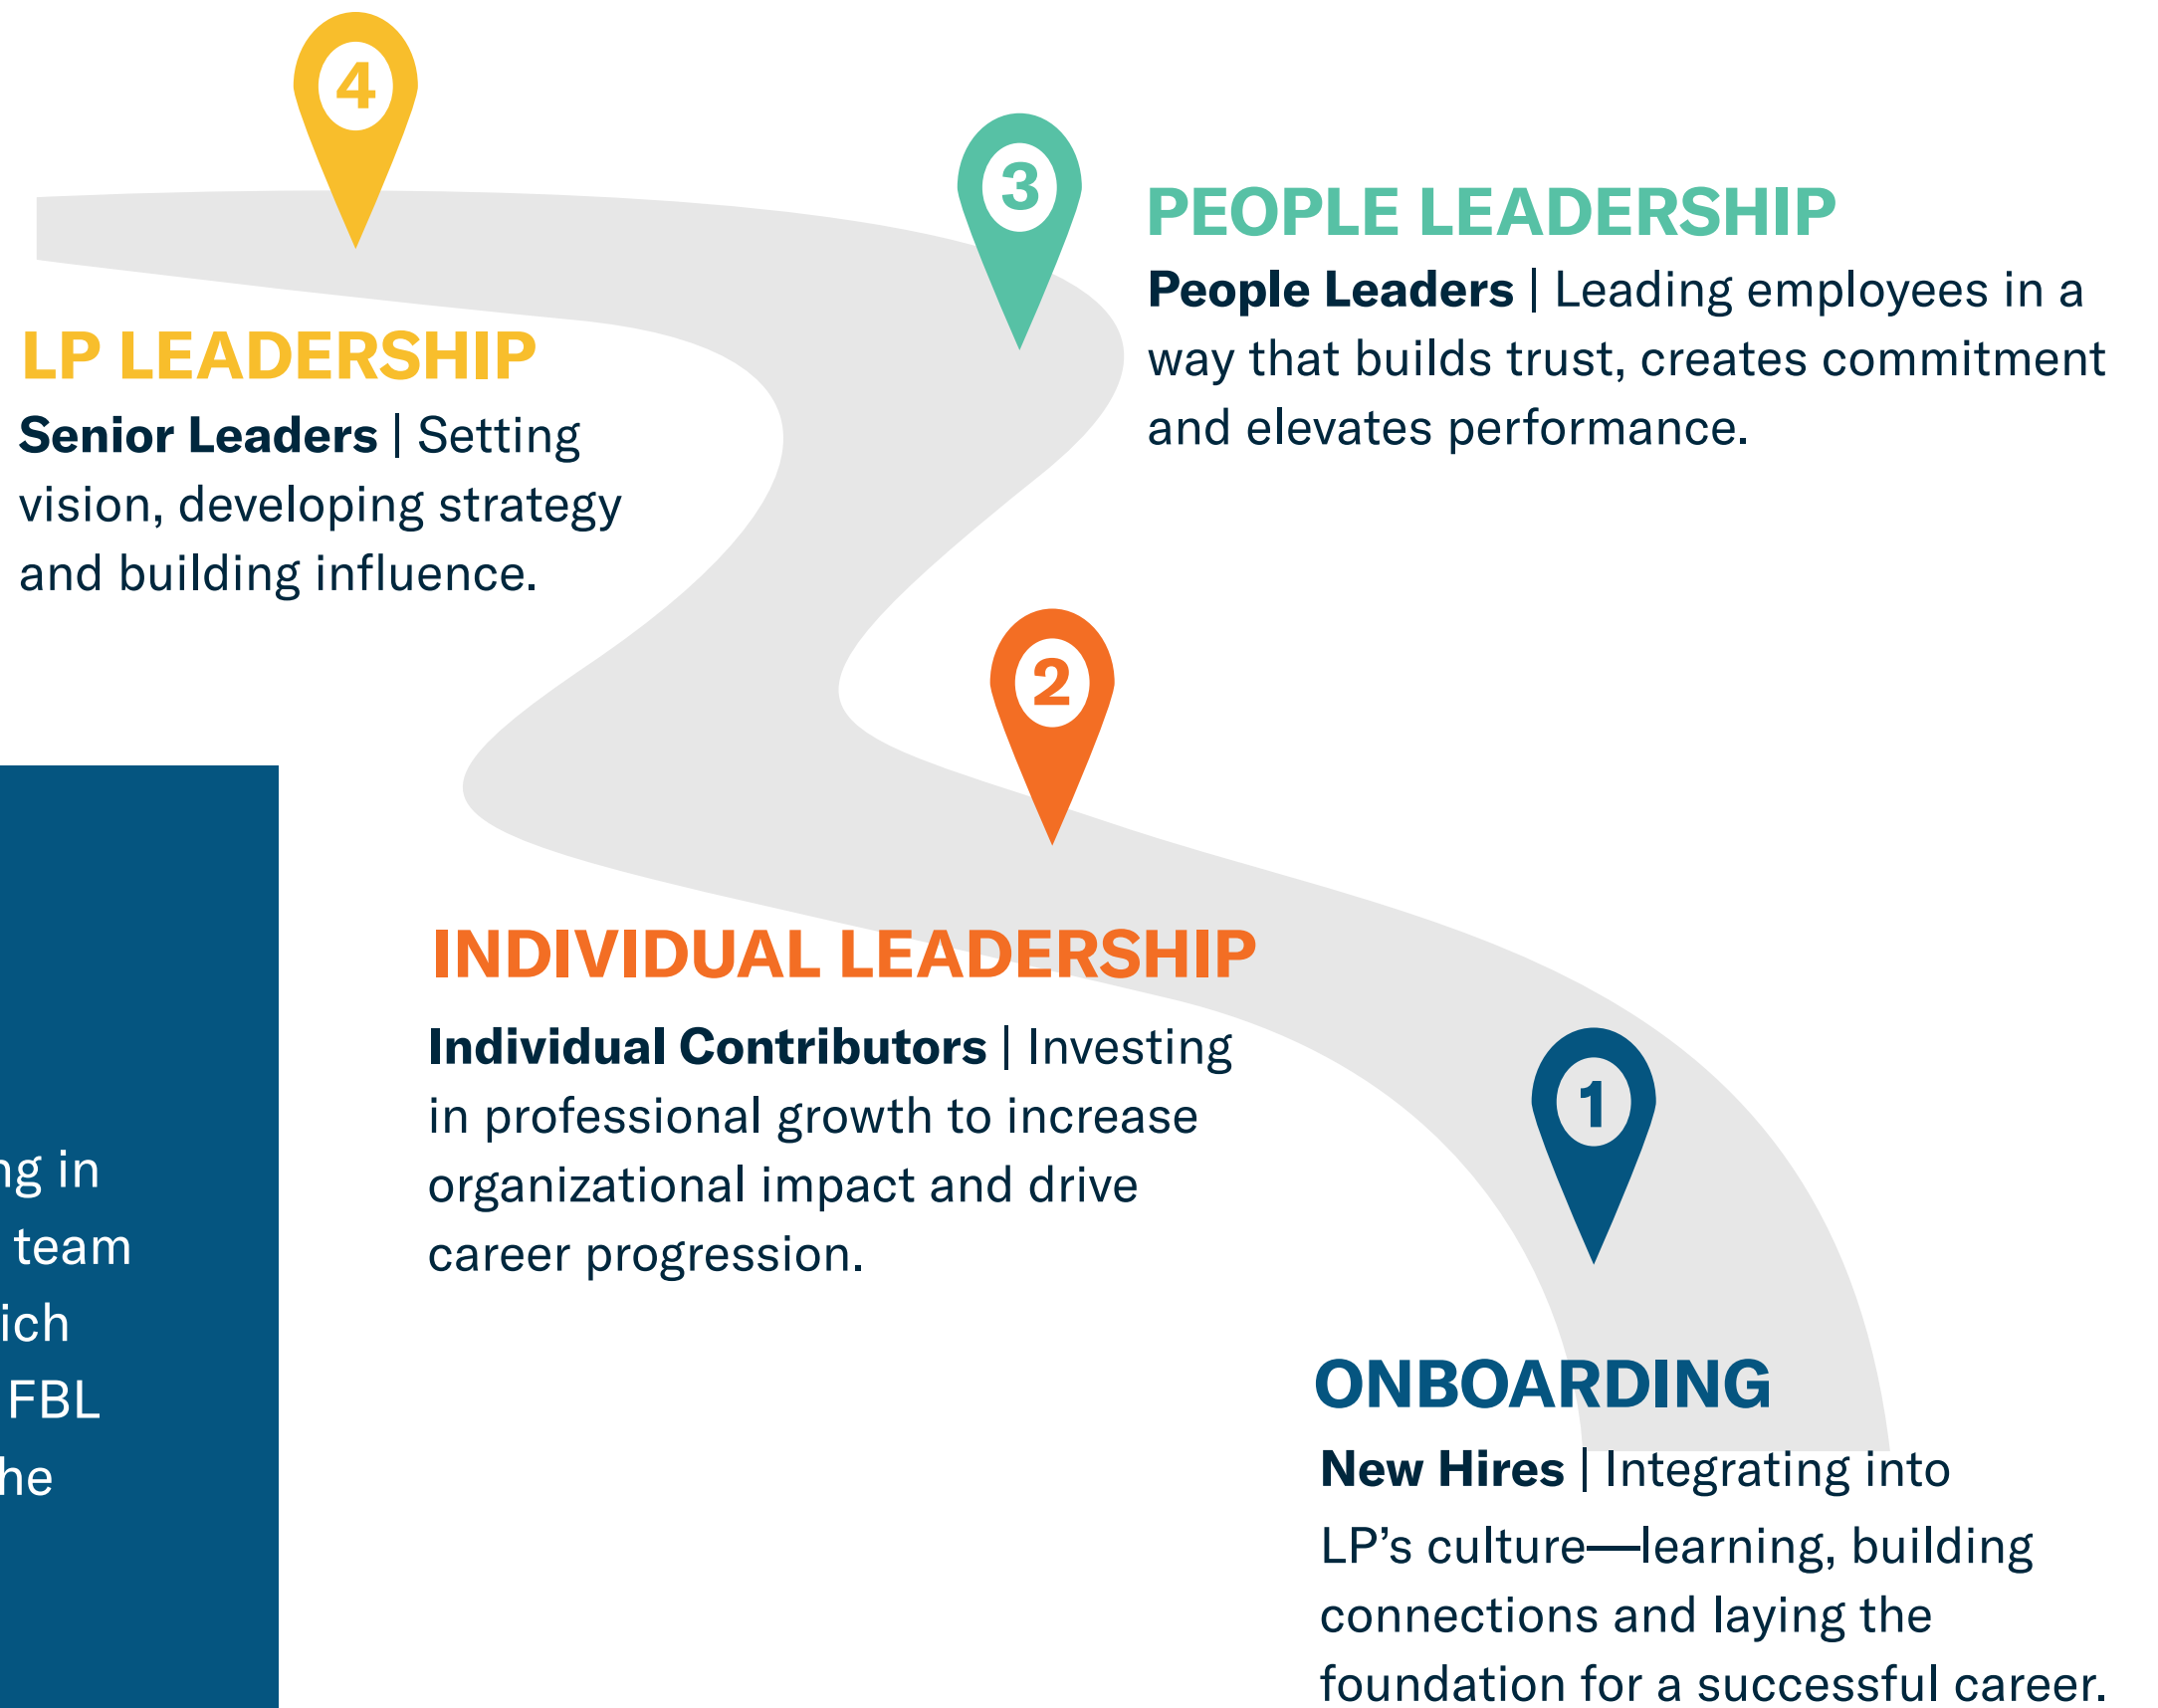 4
3
PEOPLE LEADERSHIP
People Leaders | Leading employees in a
way that builds trust, creates commitment
and elevates performance.
LP LEADERSHIP
Senior Leaders | Setting
vision, developing strategy
and building influence.
2
INDIVIDUAL LEADERSHIP
Individual Contributors | Investing
in professional growth to increase
organizational impact and drive
career progression.
1
ONBOARDING
New Hires | Integrating into
LP’s culture—learning, building
connections and laying the
foundation for a successful career.
in
team
FBL